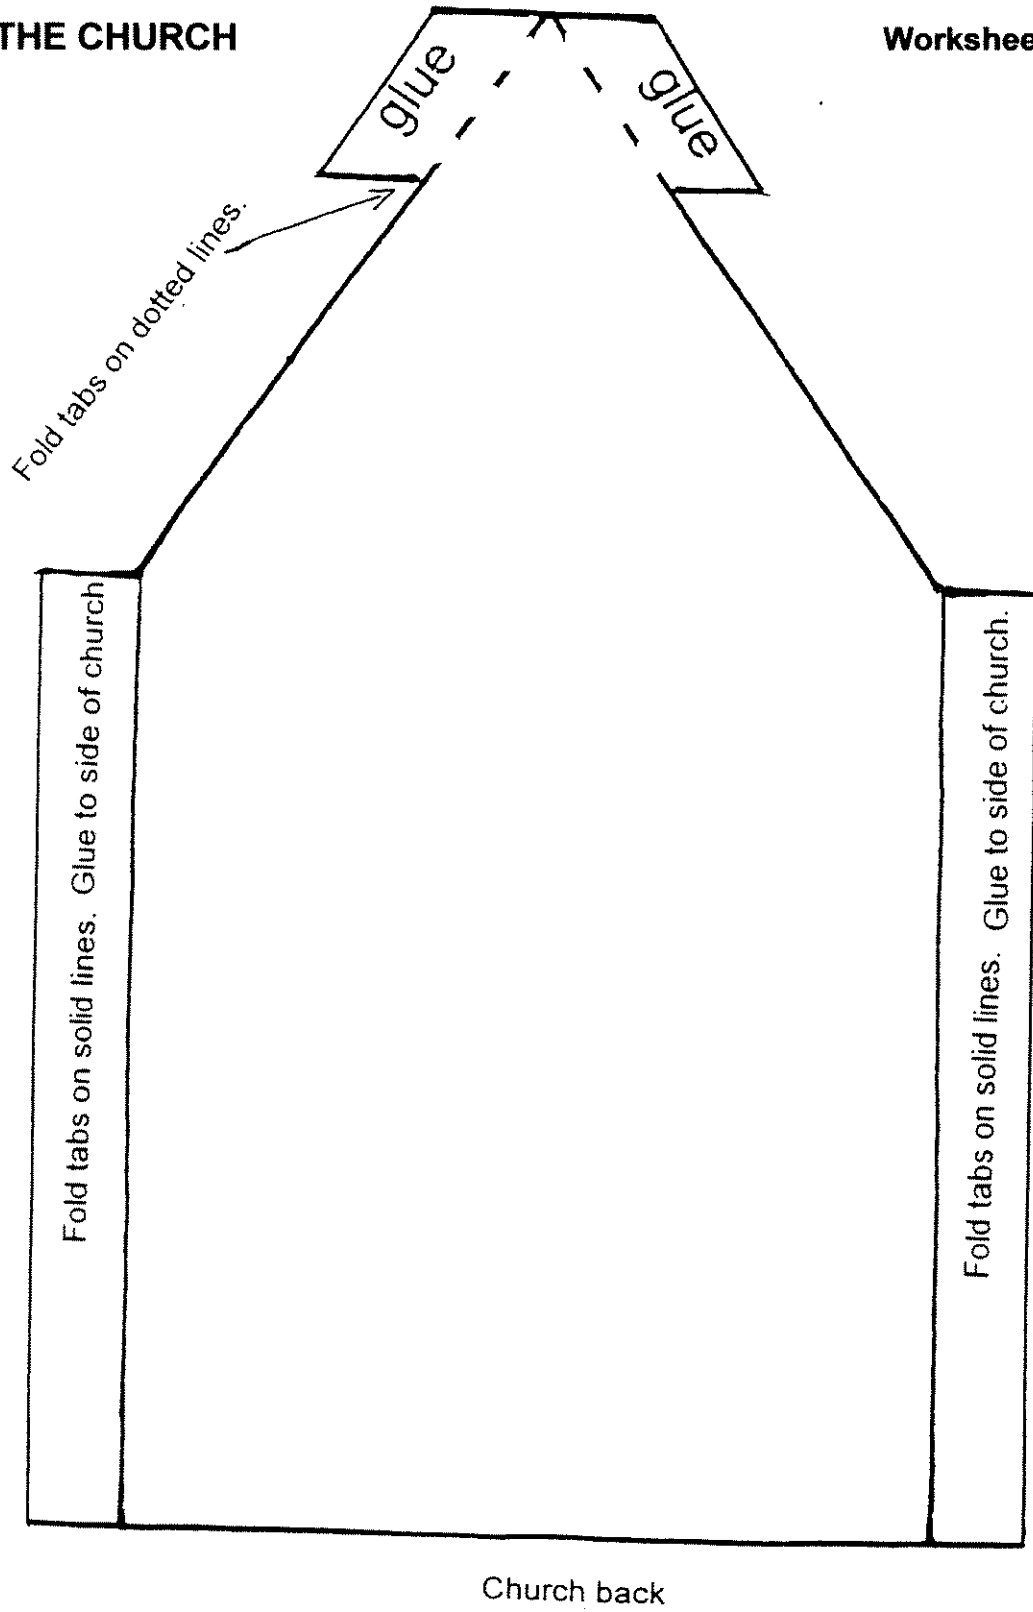 THE CHURCH
Workshee
glue
glue
Fold tabs on dotted lines.
Fold tabs on solid lines. Glue to side of church
Fold tabs on solid lines. Glue to side of church.
Church back